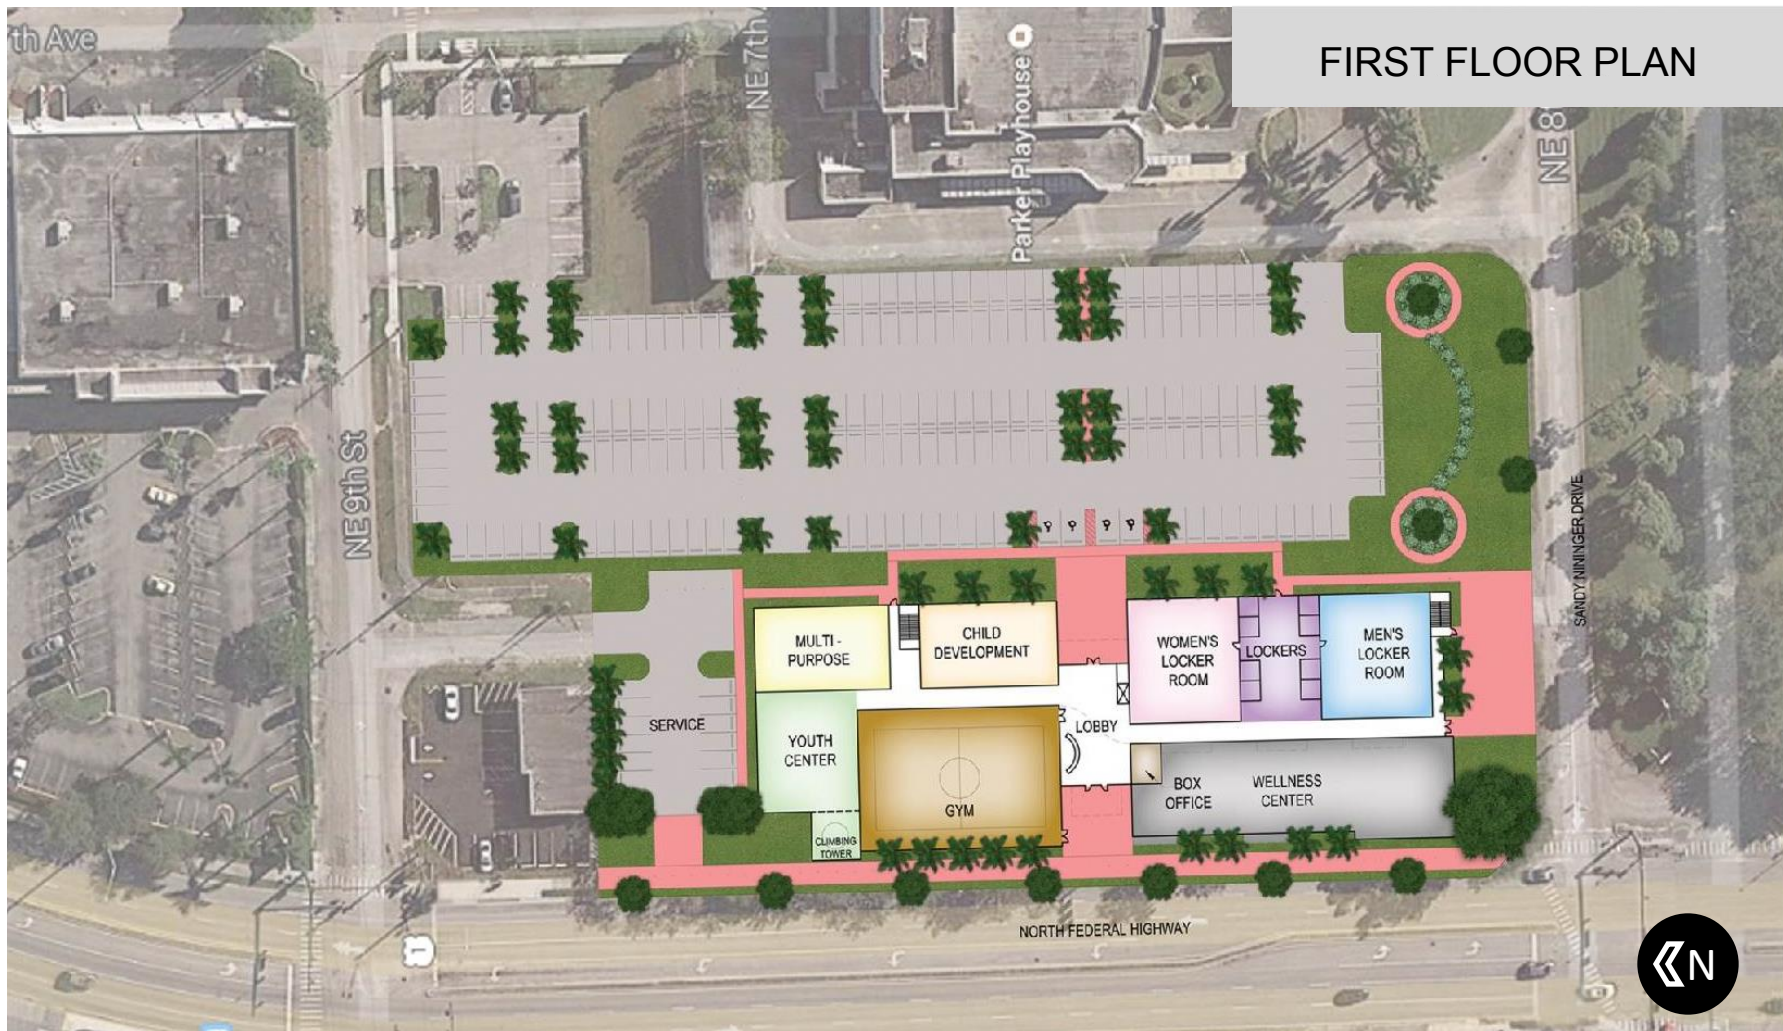 FIRST FLOOR PLAN
7th Ave
NE 7th
Parker Playhouse
NE 8
NE 9th St
SANDY NININGER DRIVE
MULTI -
PURPOSE
CHILD
DEVELOPMENT
WOMEN'S
LOCKER
ROOM
LOCKERS
MEN'S
LOCKER
ROOM
SERVICE
YOUTH
CENTER
LOBBY
GYM
BOX
OFFICE
WELLNESS
CENTER
CLIMBING
TOWER
NORTH FEDERAL HIGHWAY
1
N